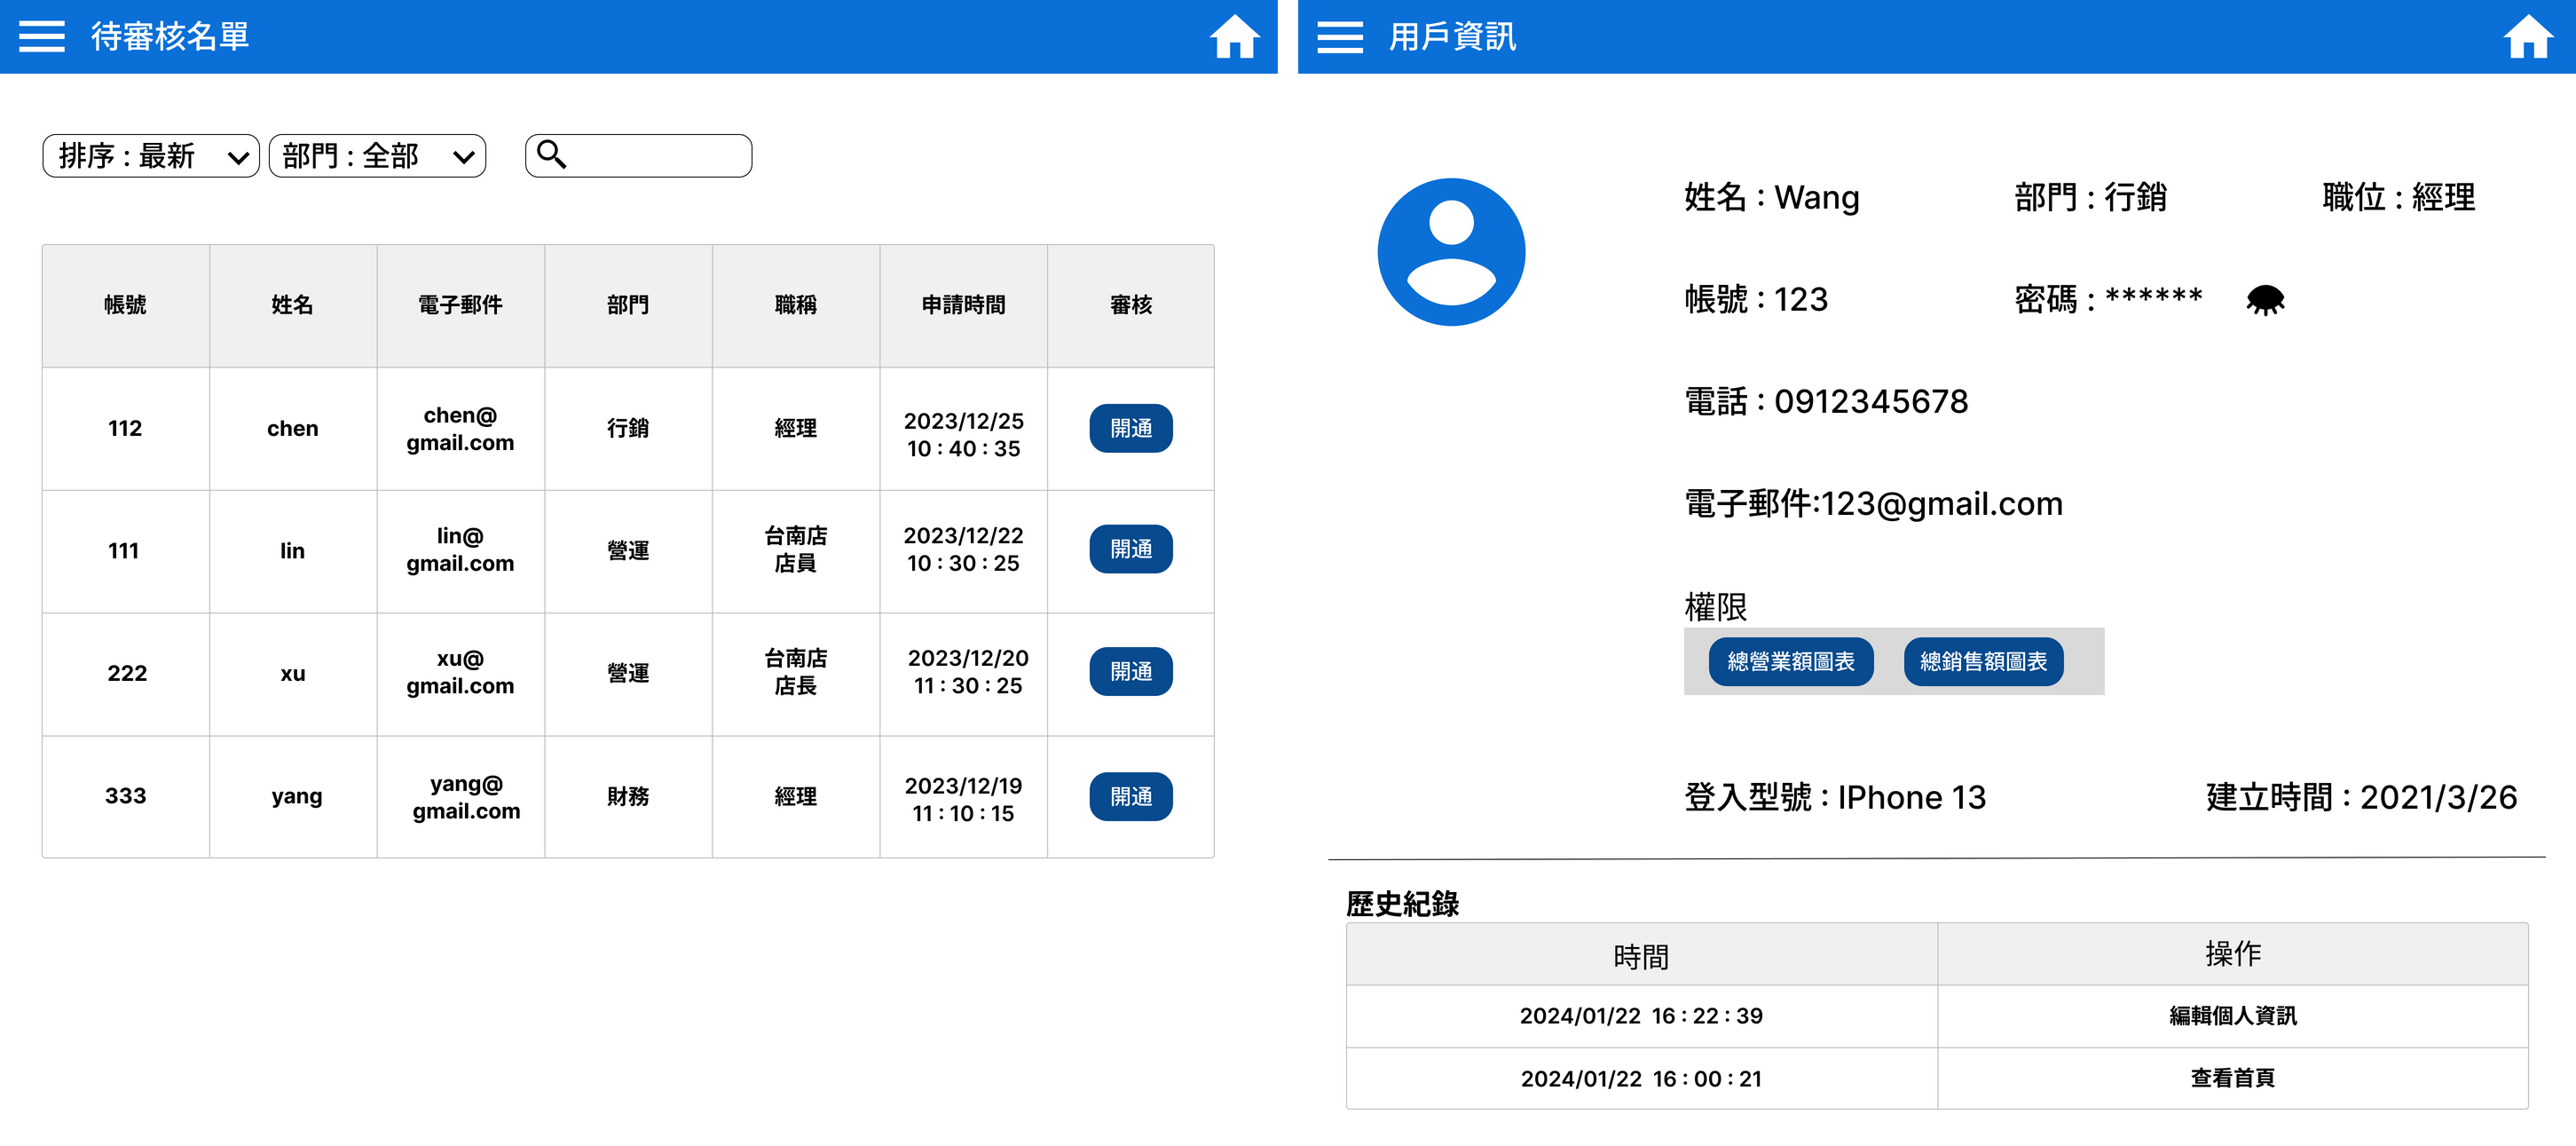 待審核名單
排序 : 最新
部門 : 全部
帳號 姓名 電子郵件 部門 職稱 申請時間 審核
112 chen chen@ 行銷 經理 2023/12/25 開通
gmail.com 10 : 40 : 35
111 lin lin@ 營運 台南店 2023/12/22 開通
gmail.com 店員 10 : 30 : 25
222 xu xu@ 營運 台南店 2023/12/20 開通
gmail.com 店長 11 : 30 : 25
333 yang yang@ 財務 經理 2023/12/19 開通
gmail.com 11 : 10 : 15
用戶資訊
姓名 : Wang 部門 : 行銷 職位 : 經理
帳號 : 123 密碼 : ******
電話 : 0912345678
電子郵件:123@gmail.com
權限
總營業額圖表 總銷售額圖表
登入型號 : IPhone 13 建立時間 : 2021/3/26
歷史紀錄
時間 操作
2024/01/22 16 : 22 : 39 編輯個人資訊
2024/01/22 16 : 00 : 21 查看首頁